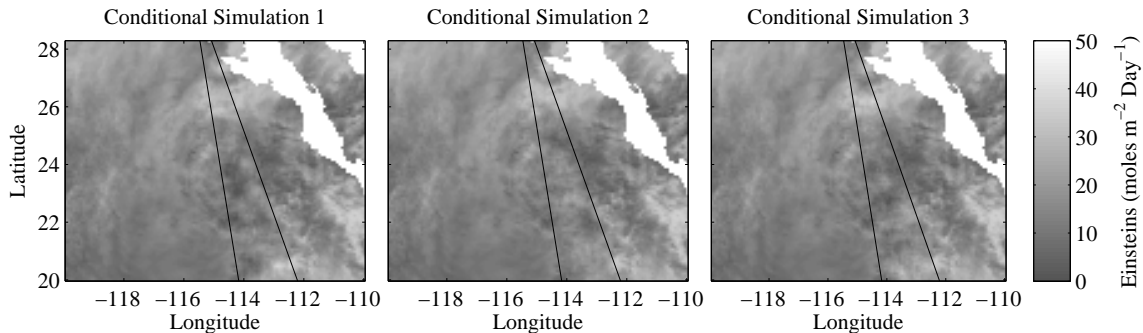 Conditional Simulation 1 Conditional Simulation 2 Conditional Simulation 3
28
26
24
22
20
Latitude
−118 −116 −114 −112 −110 −118 −116 −114 −112 −110 −118 −116 −114 −112 −110
Longitude Longitude Longitude
50
40
30
20
10
0
Einsteins (moles m⁻² Day⁻¹)